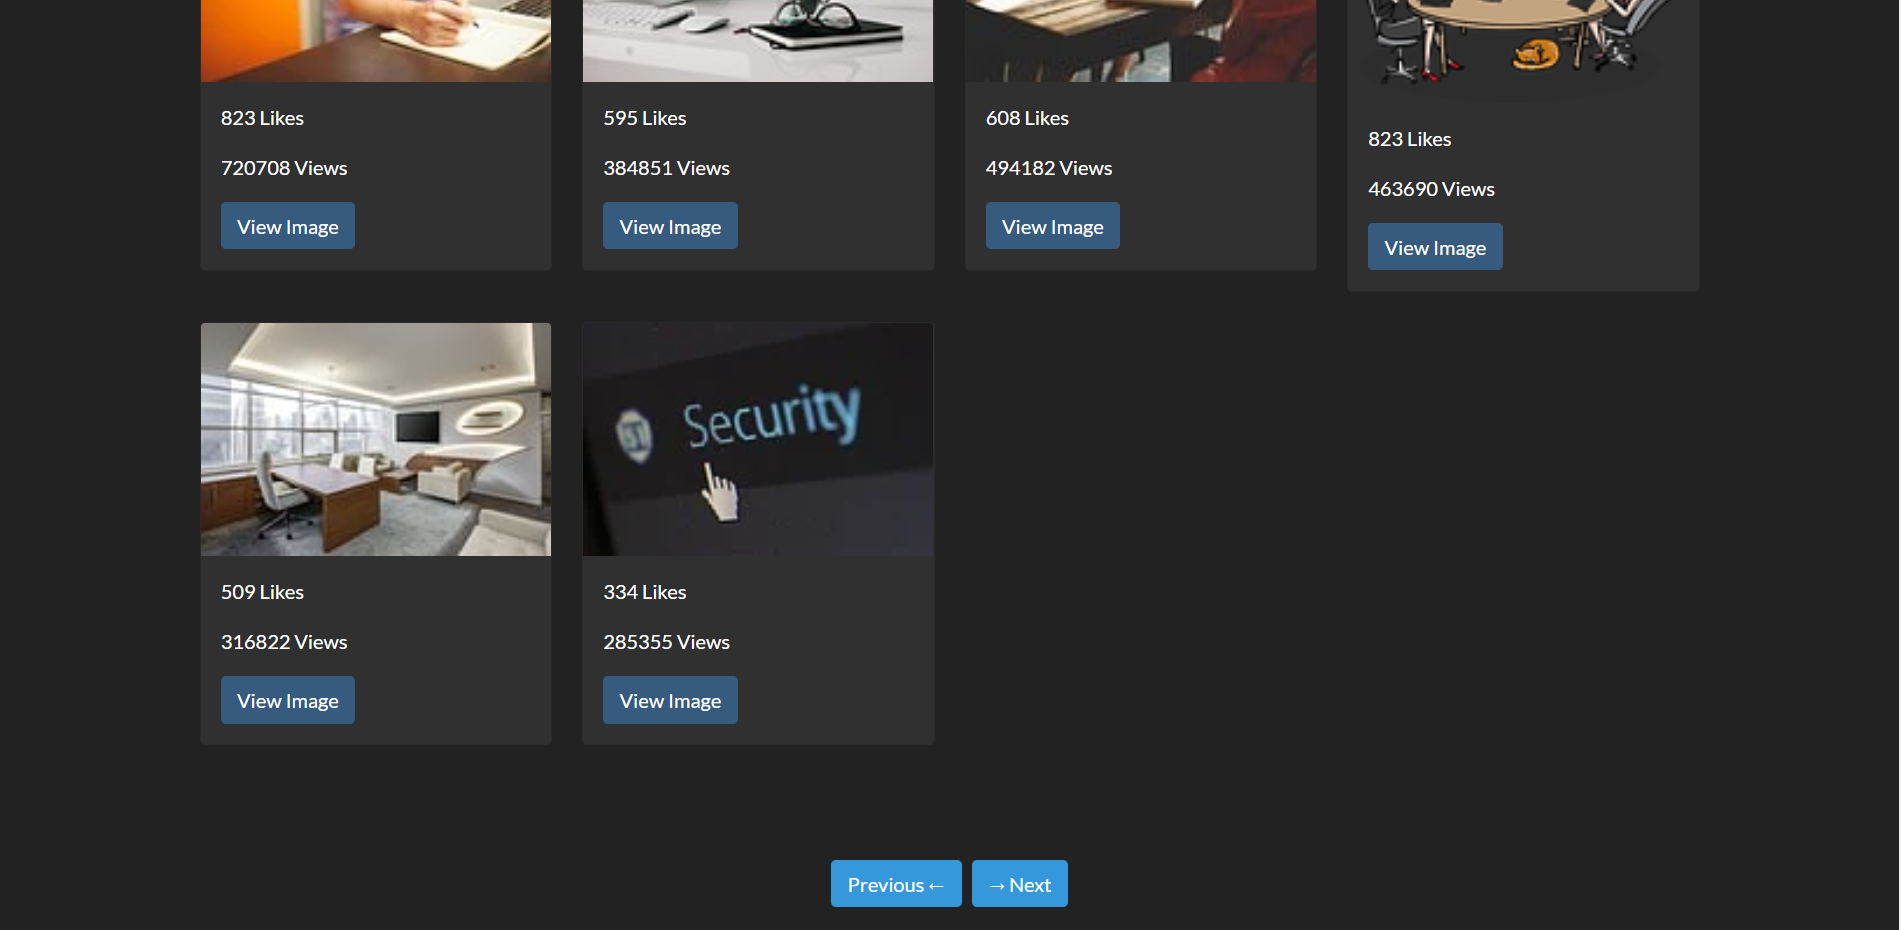 823 Likes
720708 Views
View Image
595 Likes
384851 Views
View Image
608 Likes
494182 Views
View Image
823 Likes
463690 Views
View Image
509 Likes
316822 Views
View Image
Security
334 Likes
285355 Views
View Image
Previous ←
→ Next